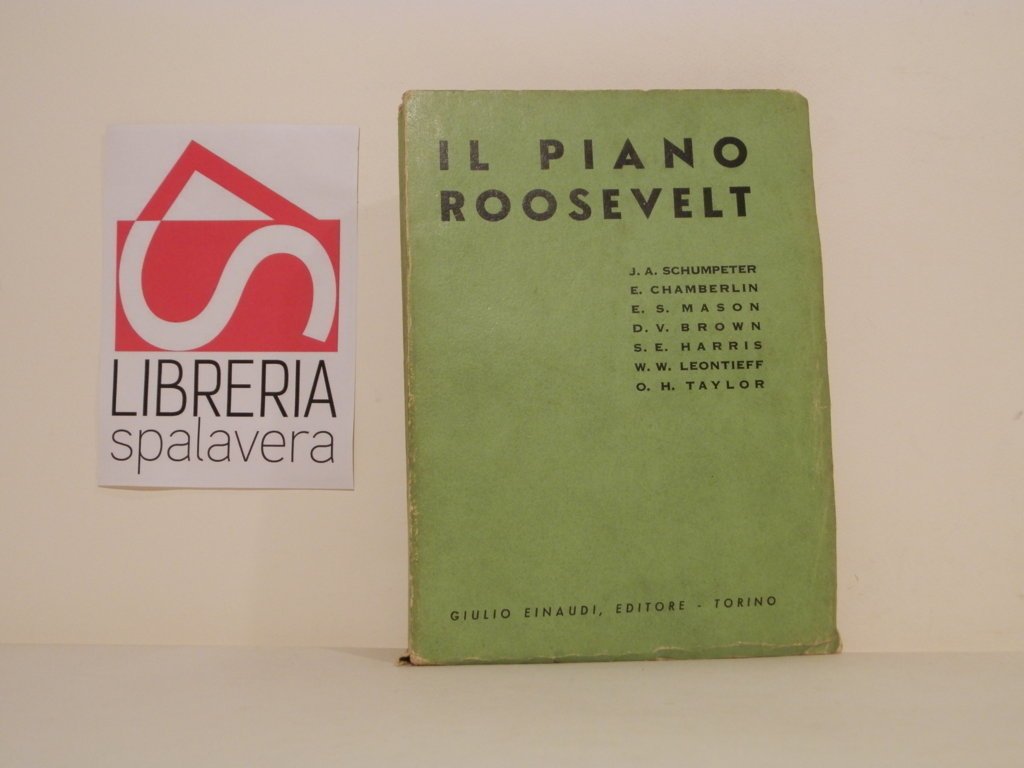 LIBRERIA
spalavera
IL PIANO
ROOSEVELT
J. A. SCHUMPETER
E. CHAMBERLIN
E. S. MASON
D. V. BROWN
S. E. HARRIS
W. W. LEONTIEFF
O. H. TAYLOR
GIULIO EINAUDI, EDITORE - TORINO